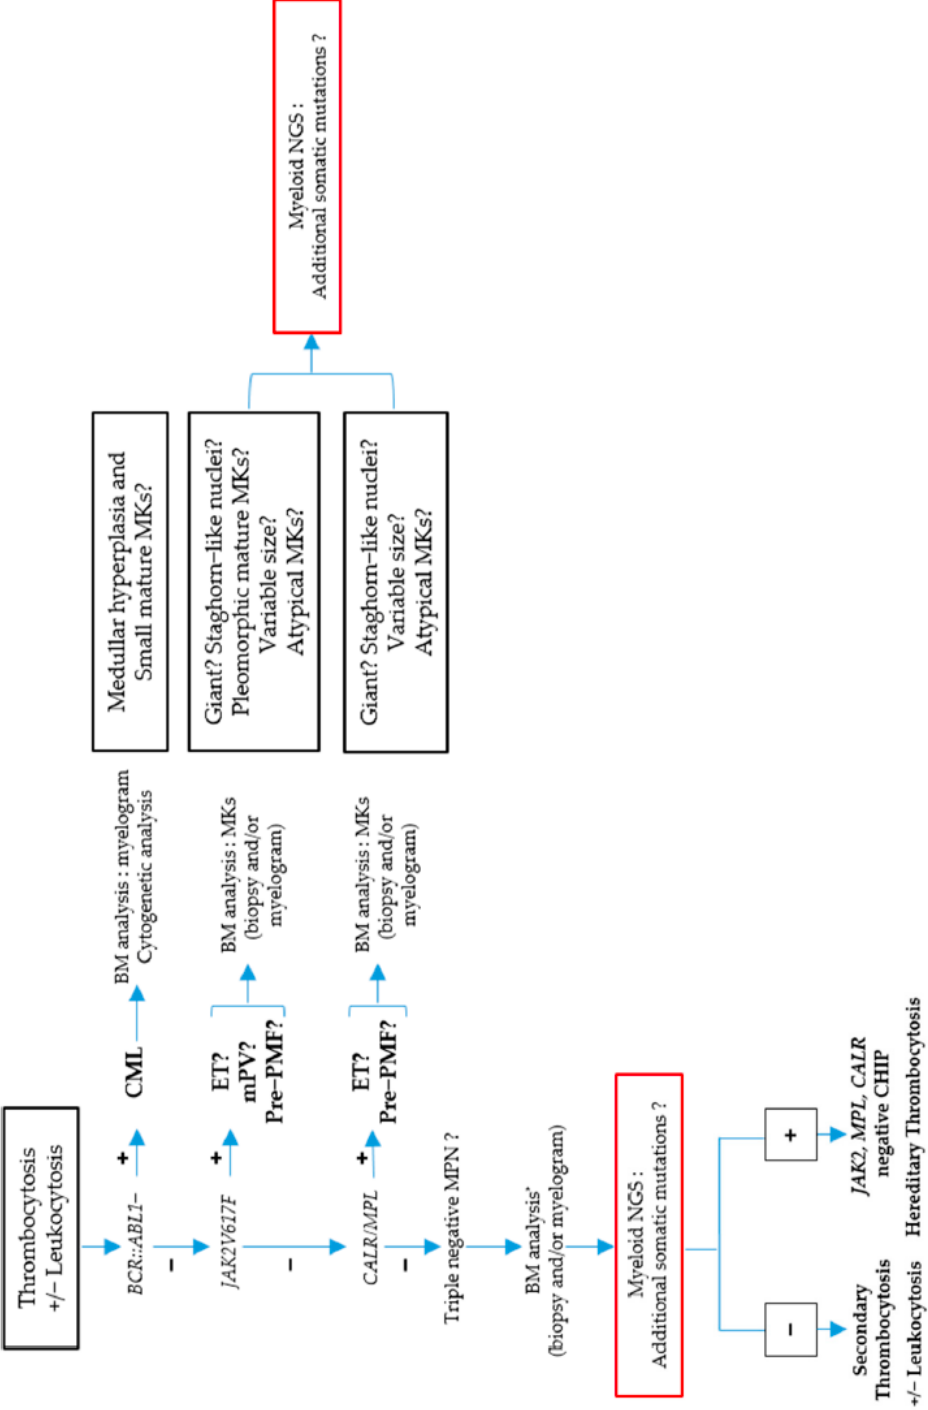 Thrombocytosis
+/− Leukocytosis
BCR::ABL1−
+
CML
BM analysis : myelogram
Cytogenetic analysis
Medullar hyperplasia and
Small mature MKs?
−
JAK2V617F
+
ET?
mPV?
Pre−PMF?
BM analysis : MKs
(biopsy and/or
myelogram)
Giant? Staghorn−like nuclei?
Pleomorphic mature MKs?
Variable size?
Atypical MKs?
−
CALR/MPL
+
ET?
Pre−PMF?
BM analysis : MKs
(biopsy and/or
myelogram)
Giant? Staghorn−like nuclei?
Variable size?
Atypical MKs?
Myeloid NGS :
Additional somatic mutations ?
−
Triple negative MPN ?
BM analysis*
(biopsy and/or myelogram)
Myeloid NGS :
Additional somatic mutations ?
−
Secondary
Thrombocytosis
+/− Leukocytosis
+
JAK2, MPL, CALR
negative CHIP
Hereditary Thrombocytosis